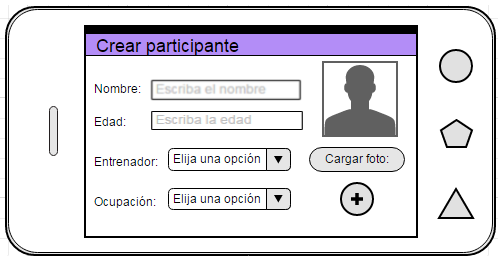 Crear participante
Nombre: Escriba el nombre
Edad: Escriba la edad
Entrenador: Elija una opción
Cargar foto:
Ocupación: Elija una opción